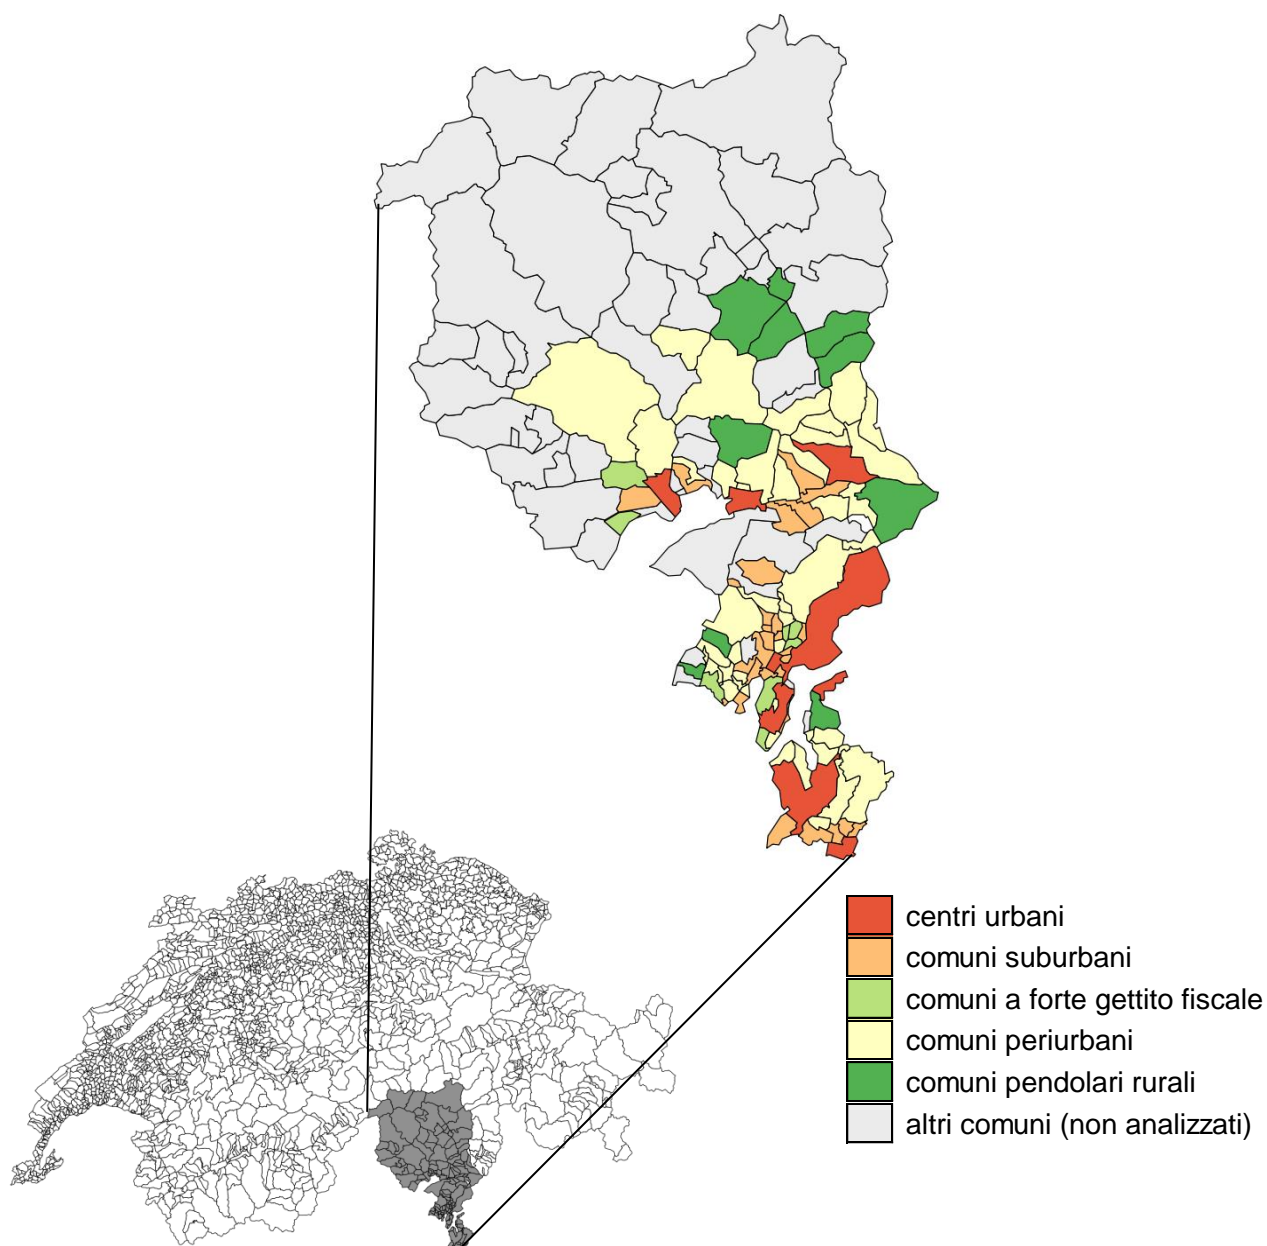 centri urbani
comuni suburbani
comuni a forte gettito fiscale
comuni periurbani
comuni pendolari rurali
altri comuni (non analizzati)